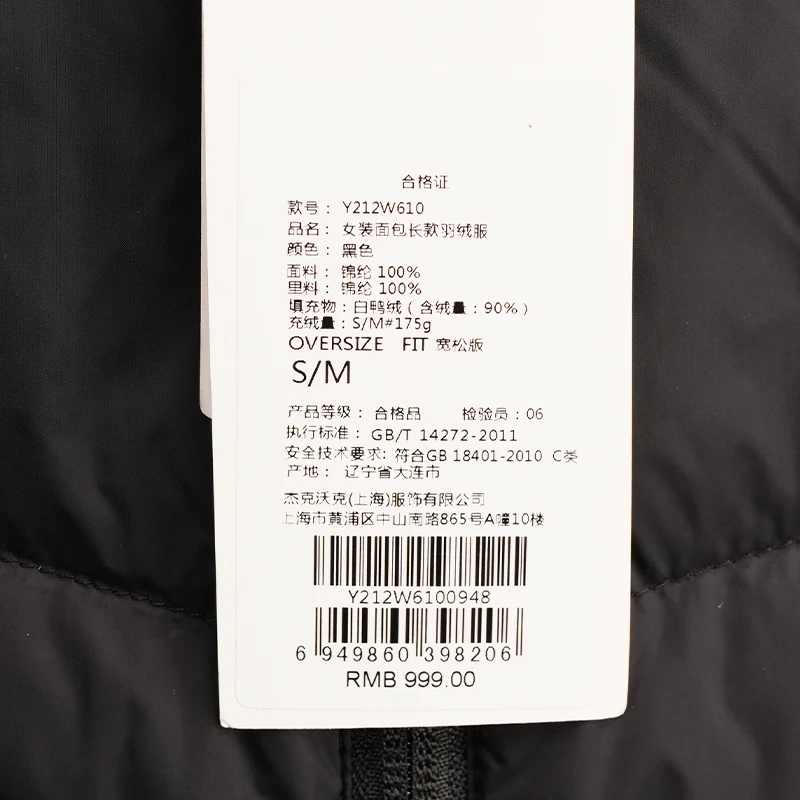 合格证
款号： Y212W610
品名： 女装面包长款羽绒服
颜色： 黑色
面料： 锦纶 100%
里料： 锦纶 100%
填充物：白鸭绒（含绒量：90%）
充绒量：S/M#175g
OVERSIZE FIT 宽松版
S/M
产品等级： 合格品 检验员：06
执行标准： GB/T 14272-2011
安全技术要求: 符合GB 18401-2010 C类
产地： 辽宁省大连市
杰克沃克(上海)服饰有限公司
上海市黄浦区中山南路865号A幢10楼
Y212W6100948
6 949860 398206
RMB 999.00